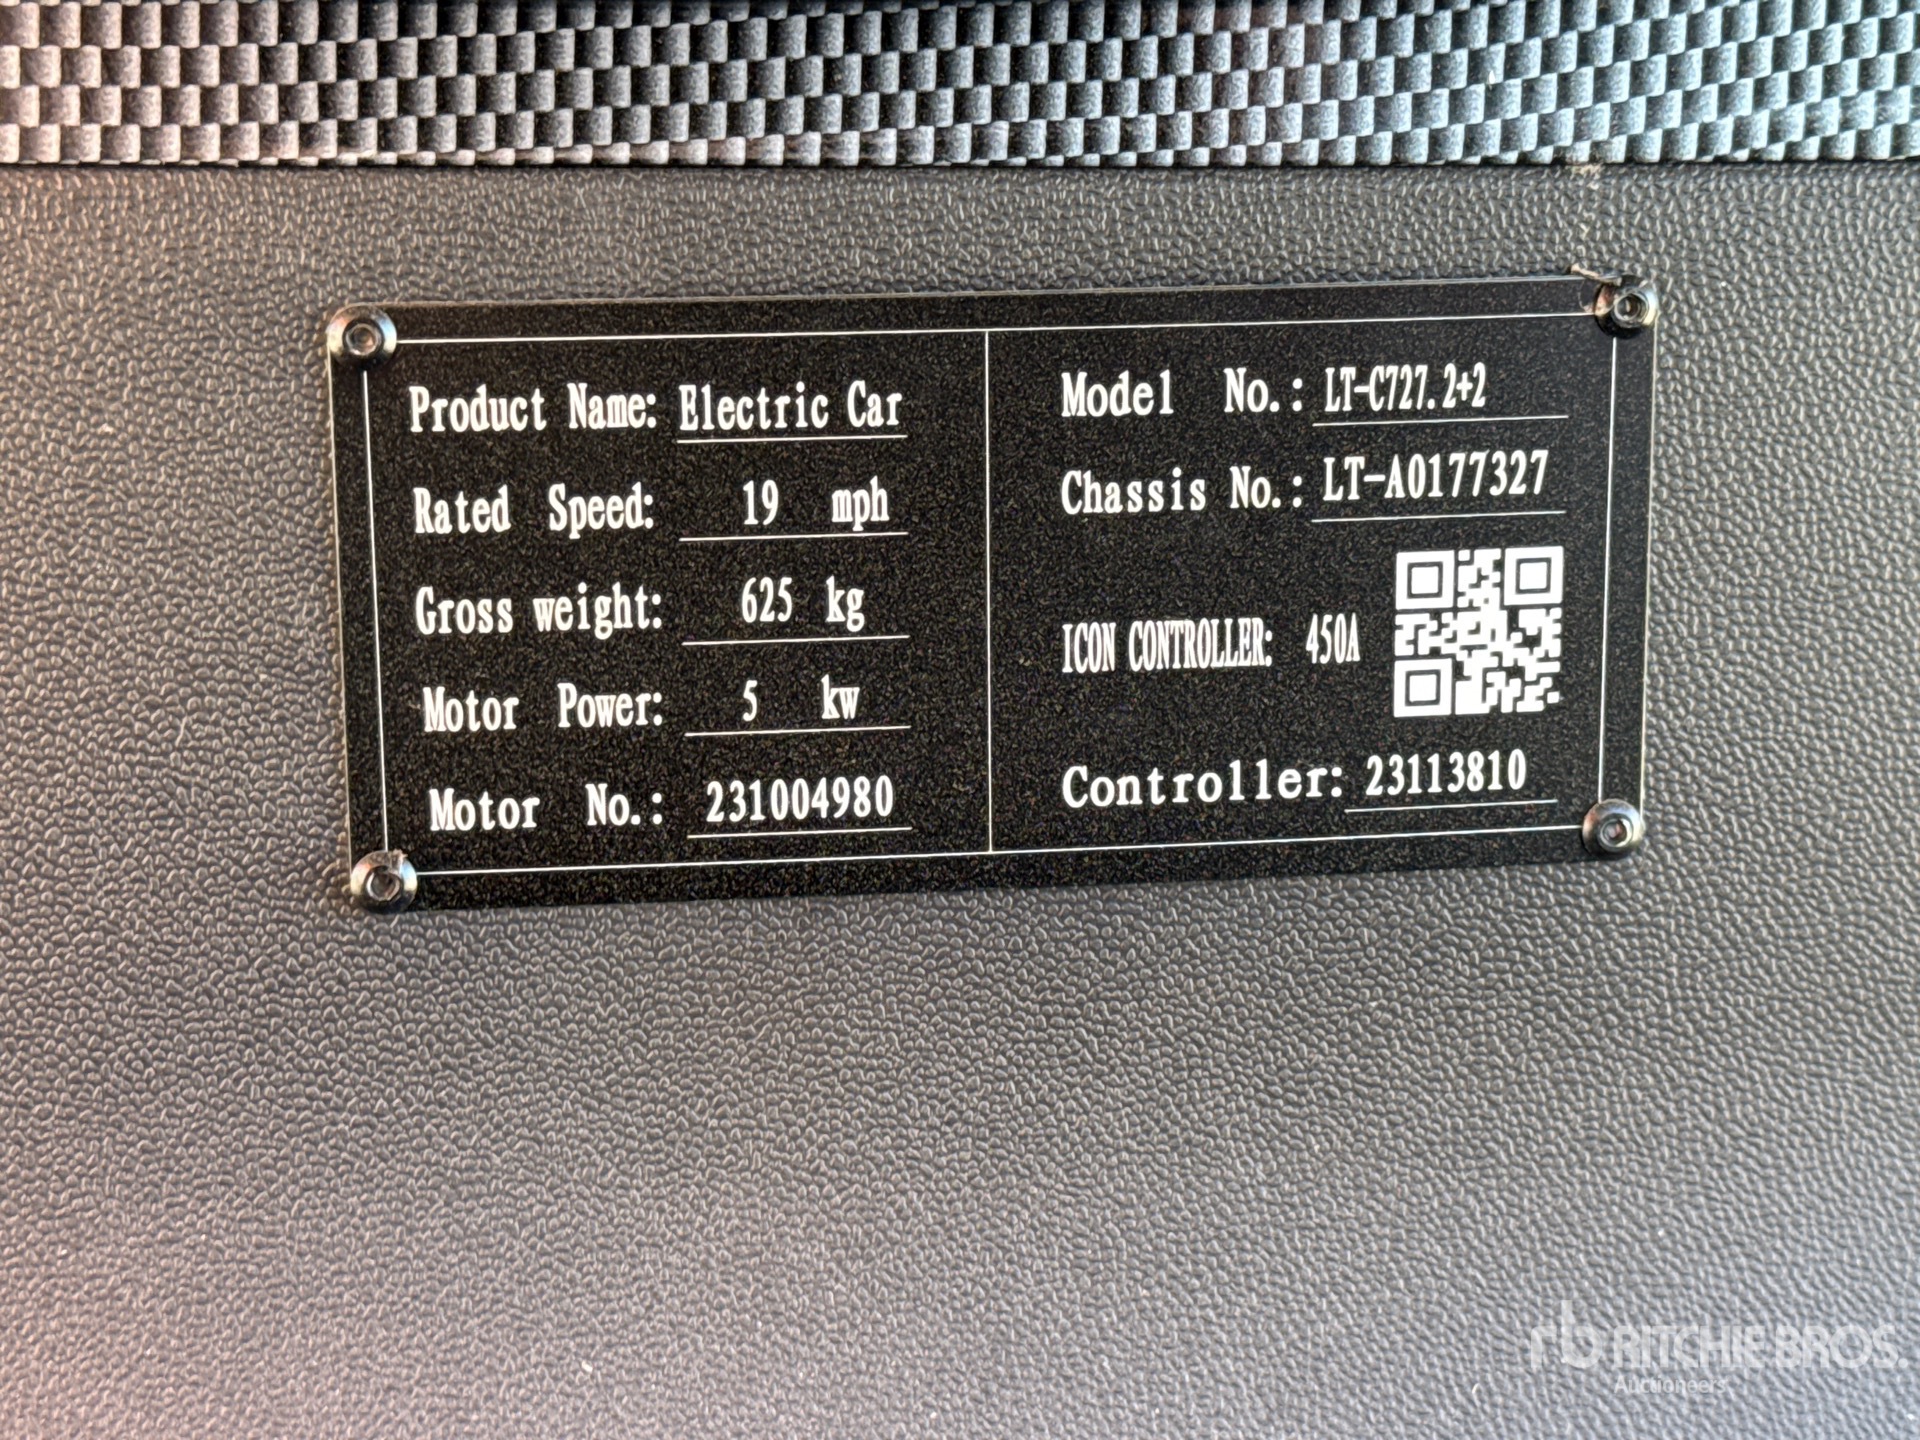 Product Name: Electric Car
Rated Speed: 19 mph
Gross weight: 625 kg
Motor Power: 5 kw
Motor No.: 231004980
Model No.: LT-C727.2+2
Chassis No.: LT-A0177327
ICON CONTROLLER: 450A
Controller: 23113810
rb RITCHIE BROS.
Auctioneers